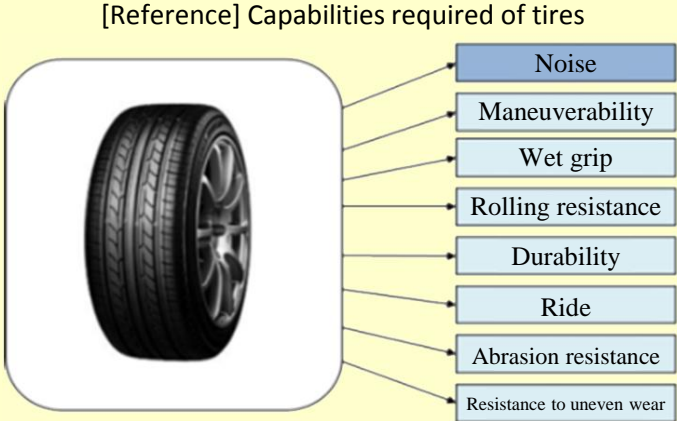 [Reference] Capabilities required of tires
Noise
Maneuverability
Wet grip
Rolling resistance
Durability
Ride
Abrasion resistance
Resistance to uneven wear